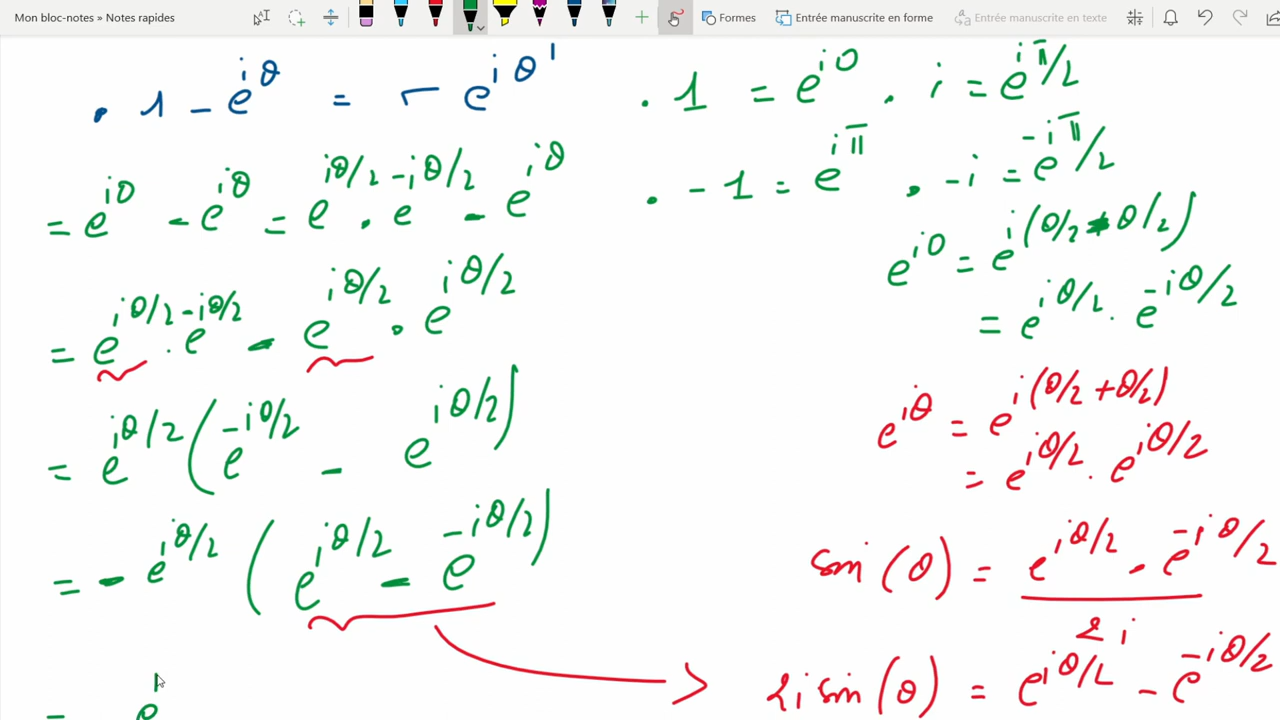 Mon bloc-notes » Notes rapides
Formes
Entrée manuscrite en forme
Entrée manuscrite en texte
. 1 - e^{iθ} = r e^{iθ'}
= e^{i0} - e^{iθ} = e^{iθ/2} . e^{-iθ/2} - e^{iθ}
= e^{iθ/2} . e^{-iθ/2} - e^{iθ/2} . e^{iθ/2}
= e^{iθ/2} ( e^{-iθ/2} - e^{iθ/2} )
= - e^{iθ/2} ( e^{iθ/2} - e^{-iθ/2} )
= e
. 1 = e^{i0} . i = e^{iπ/2}
. -1 = e^{iπ} . -i = e^{-iπ/2}
e^{i0} = e^{i(θ/2 - θ/2)}
= e^{iθ/2} . e^{-iθ/2}
e^{iθ} = e^{i(θ/2 + θ/2)}
= e^{iθ/2} . e^{iθ/2}
sin(θ) = e^{iθ/2} - e^{-iθ/2}
2i
2i sin(θ) = e^{iθ/2} - e^{-iθ/2}